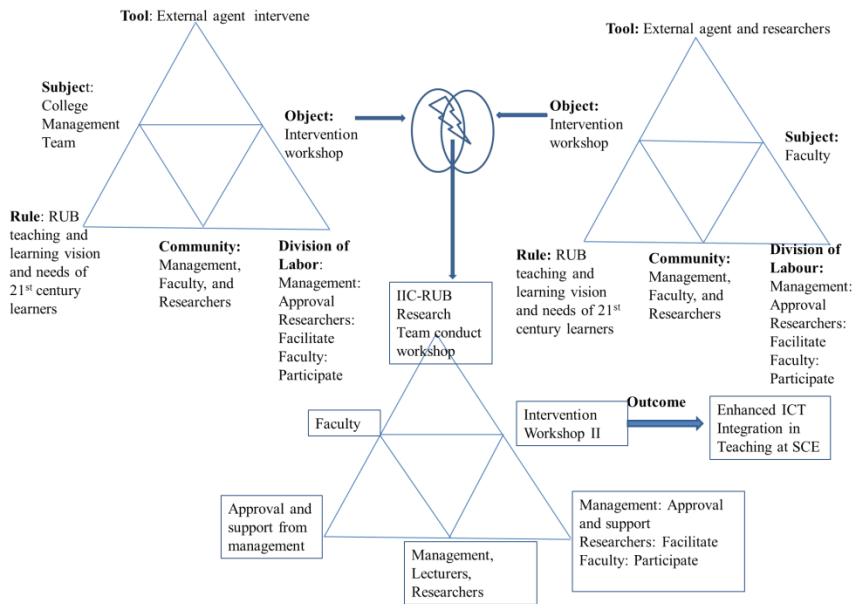 Tool: External agent intervene
Subject:
College
Management
Team
Object:
Intervention
workshop
Rule: RUB
teaching and
learning vision
and needs of
21st century
learners
Community:
Management,
Faculty, and
Researchers
Division of
Labor:
Management:
Approval
Researchers:
Facilitate
Faculty:
Participate
Tool: External agent and researchers
Object:
Intervention
workshop
Subject:
Faculty
Rule: RUB
teaching and
learning vision
and needs of
21st century
learners
Community:
Management,
Faculty, and
Researchers
Division of
Labour:
Management:
Approval
Researchers:
Facilitate
Faculty:
Participate
IIC-RUB
Research
Team conduct
workshop
Faculty
Intervention
Workshop II
Outcome
Enhanced ICT
Integration in
Teaching at SCE
Approval and
support from
management
Management,
Lecturers,
Researchers
Management: Approval
and support
Researchers: Facilitate
Faculty: Participate